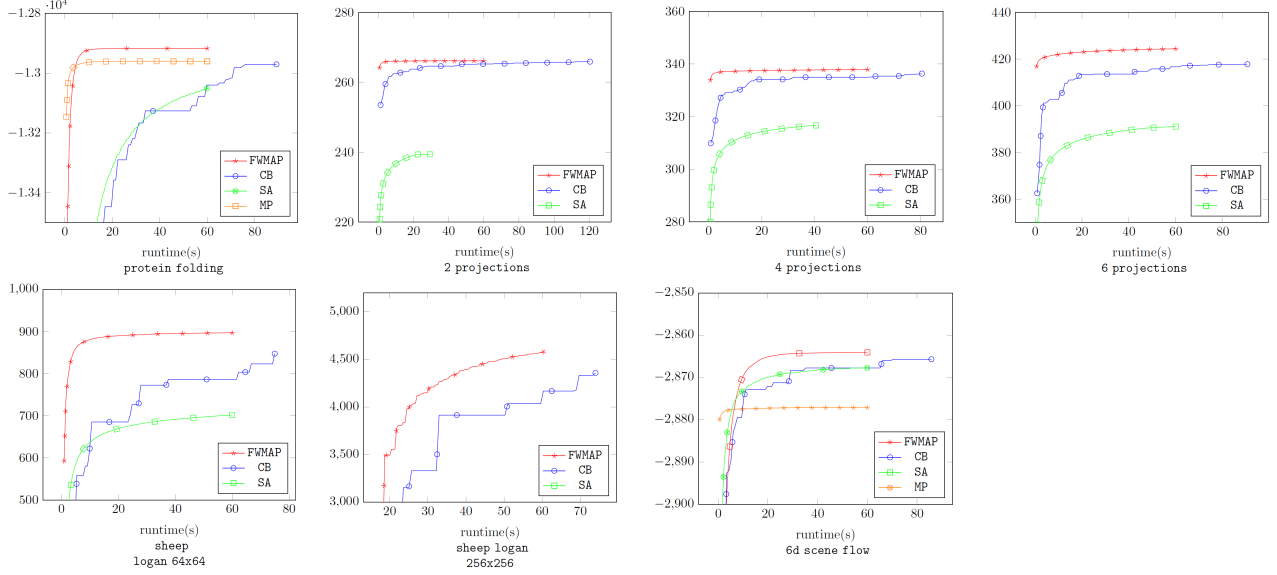 ·10⁴
−1.28
−1.3
−1.32
−1.34
0 20 40 60 80
FWMAP
CB
SA
MP
runtime(s)
protein folding
280
260
240
220
0 20 40 60 80 100 120
FWMAP
CB
SA
runtime(s)
2 projections
360
340
320
300
280
0 20 40 60 80
FWMAP
CB
SA
runtime(s)
4 projections
440
420
400
380
360
0 20 40 60 80
FWMAP
CB
SA
runtime(s)
6 projections
1,000
900
800
700
600
500
0 20 40 60 80
FWMAP
CB
SA
runtime(s)
sheep
logan 64x64
5,000
4,500
4,000
3,500
3,000
20 30 40 50 60 70
FWMAP
CB
SA
runtime(s)
sheep logan
256x256
−2,850
−2,860
−2,870
−2,880
−2,890
−2,900
0 20 40 60 80
FWMAP
CB
SA
MP
runtime(s)
6d scene flow